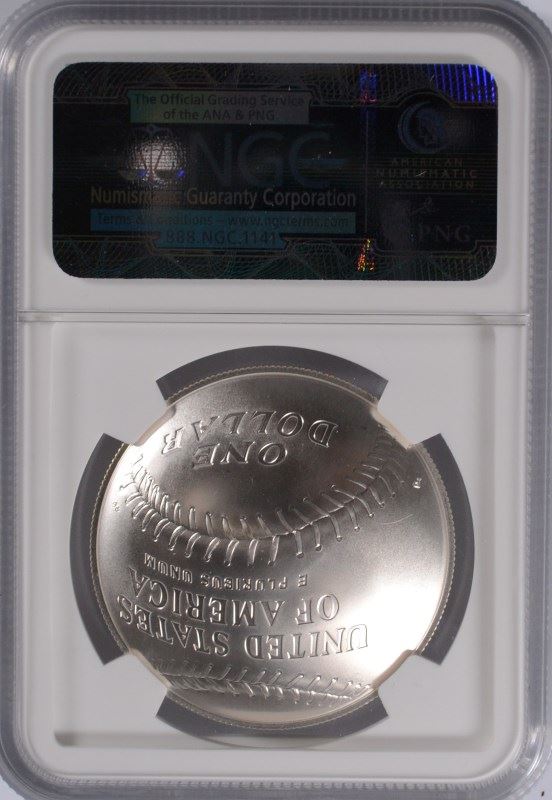 The Official Grading Service
of the ANA & PNG
NGC
Numismatic Guaranty Corporation
Terms & Conditions – www.ngcterms.com
888.NGC.1141
AMERICAN
NUMISMATIC
ASSOCIATION
PNG
UNITED STATES
OF AMERICA
E PLURIBUS UNUM
ONE
DOLLAR